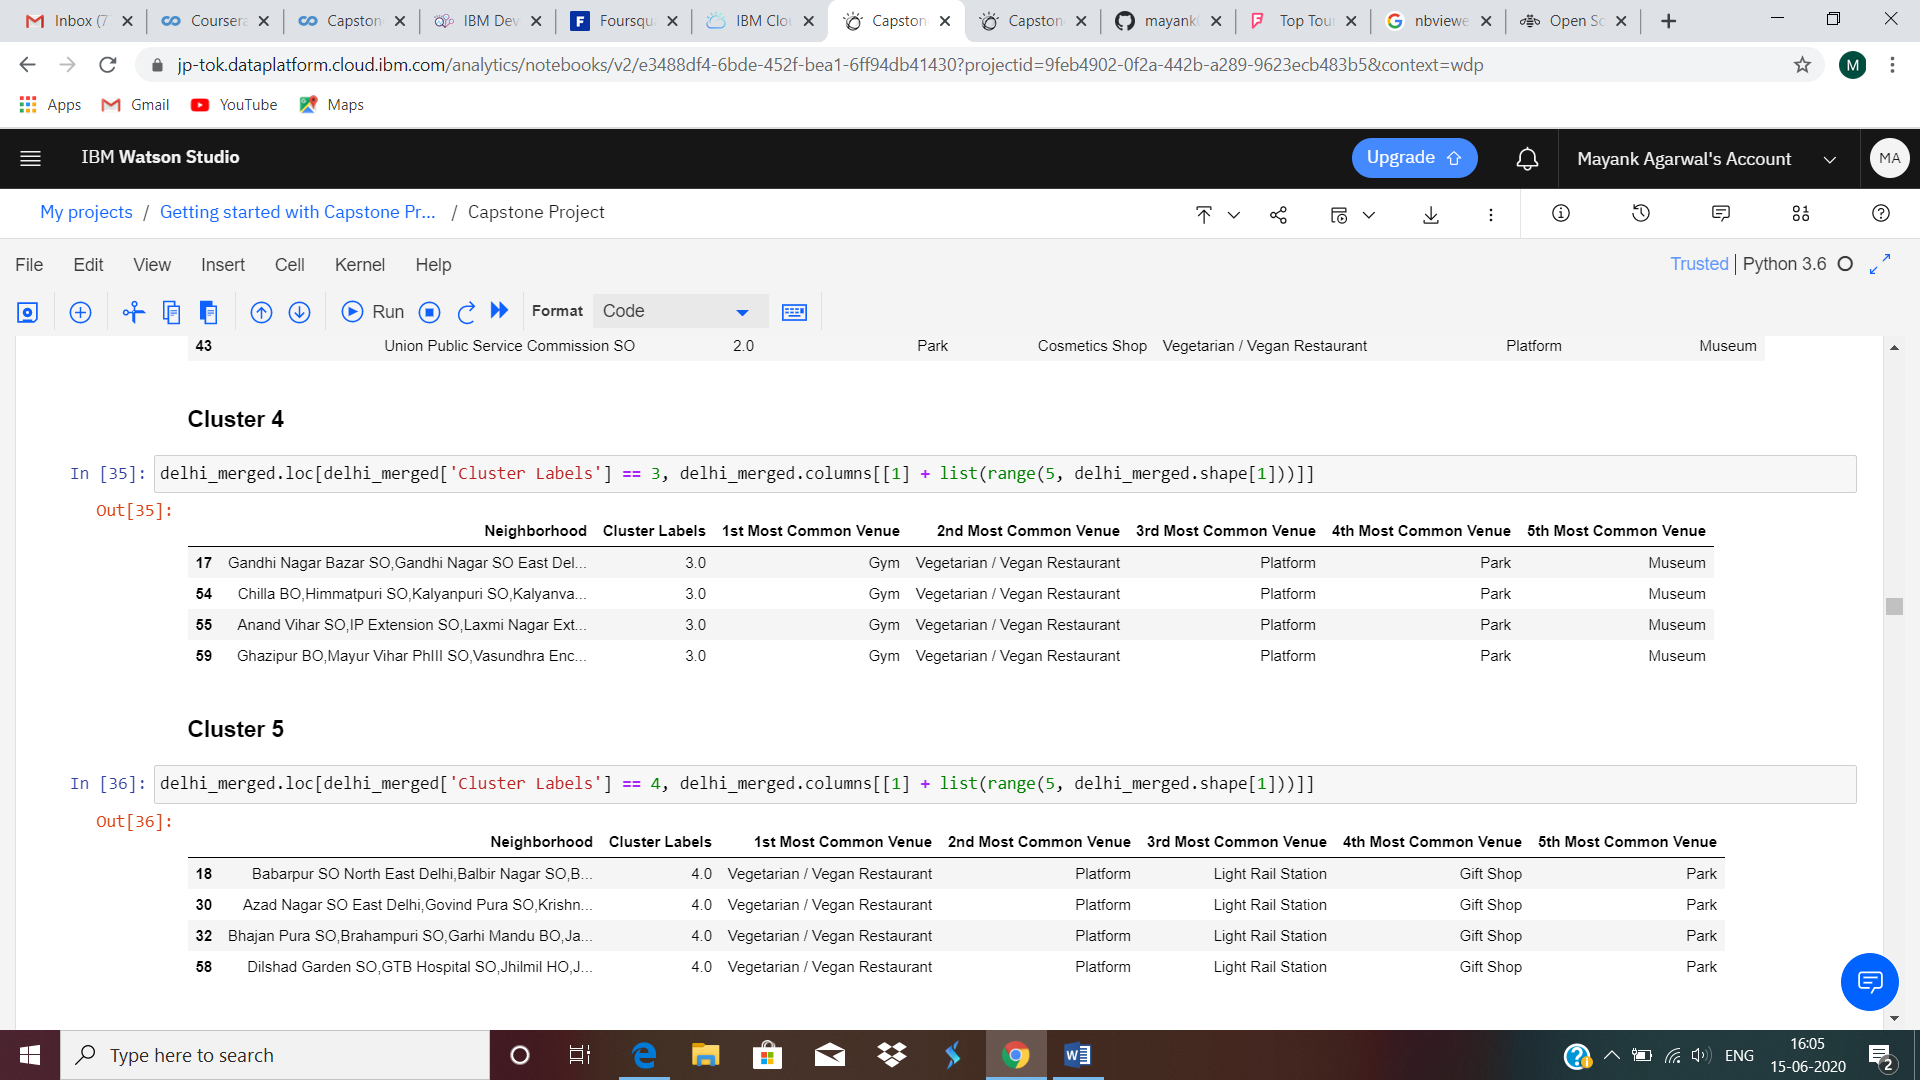 Inbox (7
Coursera
Capston
IBM Dev
Foursqu
IBM Clou
Capston
Capston
mayank
Top Tour
nbviewe
Open So
jp-tok.dataplatform.cloud.ibm.com/analytics/notebooks/v2/e3488df4-6bde-452f-bea1-6ff94db41430?projectid=9feb4902-0f2a-442b-a289-9623ecb483b5&context=wdp
M
Apps Gmail YouTube Maps
IBM Watson Studio
Upgrade
Mayank Agarwal's Account
MA
My projects / Getting started with Capstone Pr... / Capstone Project
File Edit View Insert Cell Kernel Help
Trusted | Python 3.6
Run
Format
Code
43 Union Public Service Commission SO 2.0 Park Cosmetics Shop Vegetarian / Vegan Restaurant Platform Museum
Cluster 4
In [35]: delhi_merged.loc[delhi_merged['Cluster Labels'] == 3, delhi_merged.columns[[1] + list(range(5, delhi_merged.shape[1]))]]
Out[35]:
Neighborhood Cluster Labels 1st Most Common Venue 2nd Most Common Venue 3rd Most Common Venue 4th Most Common Venue 5th Most Common Venue
17 Gandhi Nagar Bazar SO,Gandhi Nagar SO East Del... 3.0 Gym Vegetarian / Vegan Restaurant Platform Park Museum
54 Chilla BO,Himmatpuri SO,Kalyanpuri SO,Kalyanva... 3.0 Gym Vegetarian / Vegan Restaurant Platform Park Museum
55 Anand Vihar SO,IP Extension SO,Laxmi Nagar Ext... 3.0 Gym Vegetarian / Vegan Restaurant Platform Park Museum
59 Ghazipur BO,Mayur Vihar PhIII SO,Vasundhra Enc... 3.0 Gym Vegetarian / Vegan Restaurant Platform Park Museum
Cluster 5
In [36]: delhi_merged.loc[delhi_merged['Cluster Labels'] == 4, delhi_merged.columns[[1] + list(range(5, delhi_merged.shape[1]))]]
Out[36]:
Neighborhood Cluster Labels 1st Most Common Venue 2nd Most Common Venue 3rd Most Common Venue 4th Most Common Venue 5th Most Common Venue
18 Babarpur SO North East Delhi,Balbir Nagar SO,B... 4.0 Vegetarian / Vegan Restaurant Platform Light Rail Station Gift Shop Park
30 Azad Nagar SO East Delhi,Govind Pura SO,Krishn... 4.0 Vegetarian / Vegan Restaurant Platform Light Rail Station Gift Shop Park
32 Bhajan Pura SO,Brahampuri SO,Garhi Mandu BO,Ja... 4.0 Vegetarian / Vegan Restaurant Platform Light Rail Station Gift Shop Park
58 Dilshad Garden SO,GTB Hospital SO,Jhilmil HO,J... 4.0 Vegetarian / Vegan Restaurant Platform Light Rail Station Gift Shop Park
Type here to search
ENG
16:05
15-06-2020
2